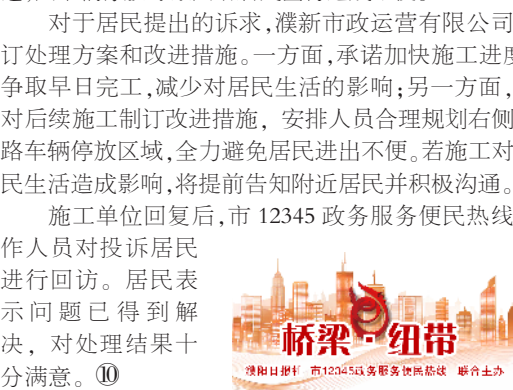 对于居民提出的诉求,濮新市政运营有限公司
订处理方案和改进措施。一方面,承诺加快施工进度
争取早日完工,减少对居民生活的影响;另一方面,
对后续施工制订改进措施，安排人员合理规划右侧
路车辆停放区域,全力避免居民进出不便。若施工对
民生活造成影响,将提前告知附近居民并积极沟通。
施工单位回复后,市 12345 政务服务便民热线
作人员对投诉居民
进行回访。居民表
示问题已得到解
决，对处理结果十
分满意。⑩
桥梁·纽带
濮阳日报社 市12345政务服务便民热线 联合主办